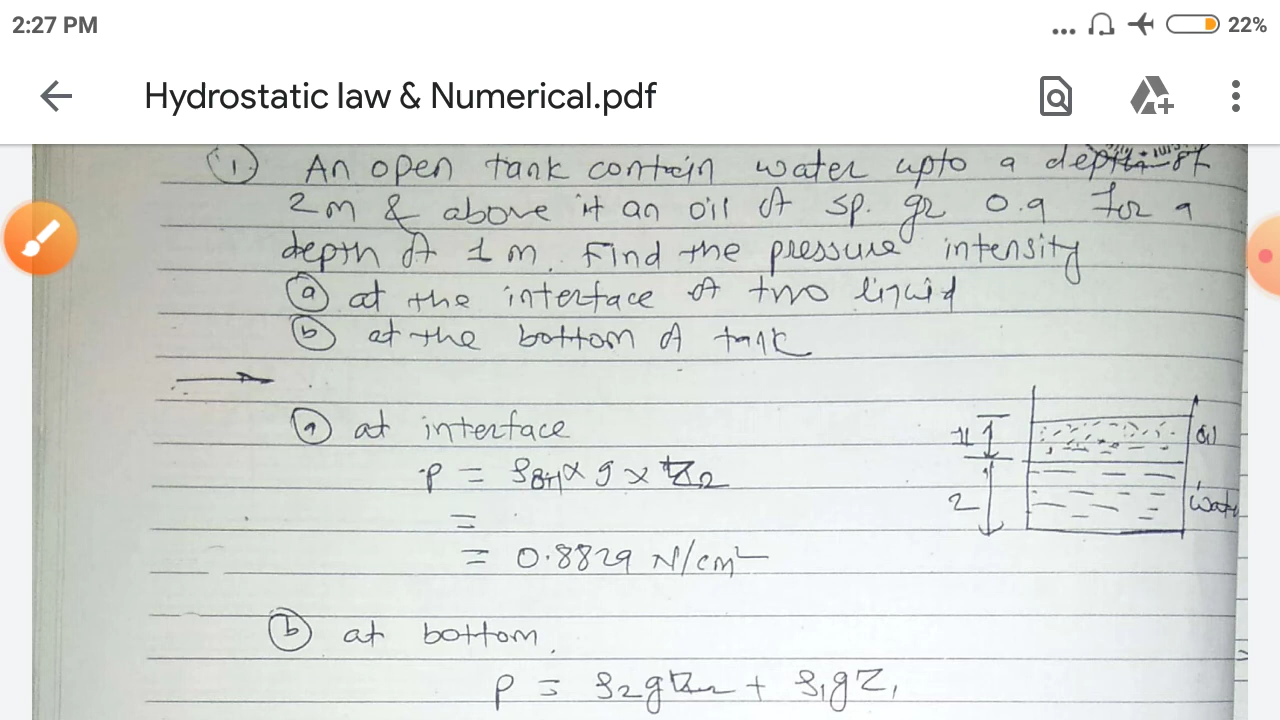 2:27 PM
22%
Hydrostatic law & Numerical.pdf
① An open tank contain water upto a depth of
2m & above it an oil of sp. gr 0.9 for a
depth of 1 m. Find the pressure intensity
ⓐ at the interface of two liquid
ⓑ at the bottom of tank
ⓐ at interface
P = ρoil x g x Z2
=
= 0.8829 N/cm²
1
oil
2
Water
ⓑ at bottom.
P = ρ2gZ2 + ρ1gZ1